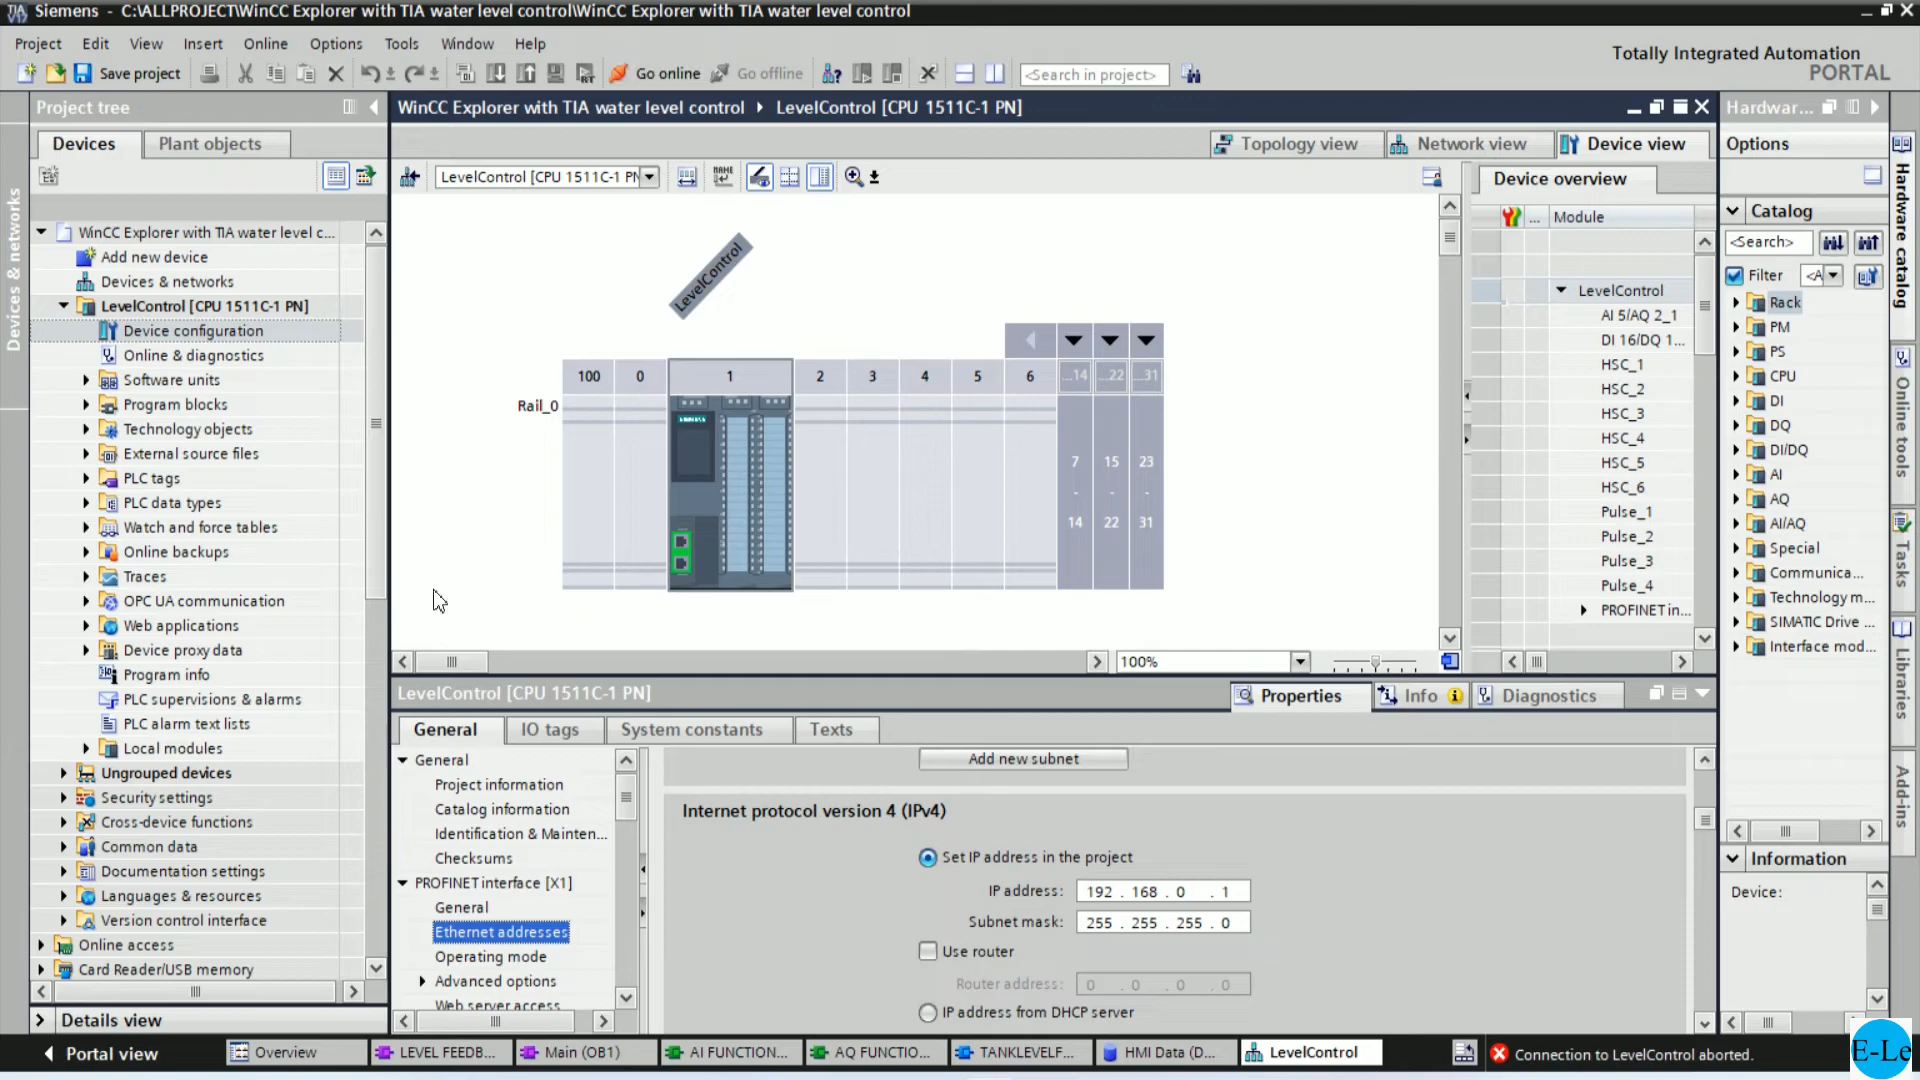 Siemens - C:\ALLPROJECT\WinCC Explorer with TIA water level control\WinCC Explorer with TIA water level control
Project Edit View Insert Online Options Tools Window Help
Totally Integrated Automation
PORTAL
Save project
Go online
Go offline
<Search in project>
Project tree
WinCC Explorer with TIA water level control
LevelControl [CPU 1511C-1 PN]
Hardwar...
Devices
Plant objects
Topology view
Network view
Device view
Options
LevelControl [CPU 1511C-1 PN
Device overview
Devices & networks
WinCC Explorer with TIA water level c...
Add new device
Devices & networks
LevelControl [CPU 1511C-1 PN]
Device configuration
Online & diagnostics
Software units
Program blocks
Technology objects
External source files
PLC tags
PLC data types
Watch and force tables
Online backups
Traces
OPC UA communication
Web applications
Device proxy data
Program info
PLC supervisions & alarms
PLC alarm text lists
Local modules
Ungrouped devices
Security settings
Cross-device functions
Common data
Documentation settings
Languages & resources
Version control interface
Online access
Card Reader/USB memory
Details view
LevelControl
100 0 1 2 3 4 5 6 ...14 ...22 ...31
Rail_0
SIEMENS
7 15 23
- - -
14 22 31
100%
... Module
LevelControl
AI 5/AQ 2_1
DI 16/DQ 1...
HSC_1
HSC_2
HSC_3
HSC_4
HSC_5
HSC_6
Pulse_1
Pulse_2
Pulse_3
Pulse_4
PROFINET in...
Catalog
<Search>
Filter
<A
Rack
PM
PS
CPU
DI
DQ
DI/DQ
AI
AQ
AI/AQ
Special
Communica...
Technology m...
SIMATIC Drive ...
Interface mod...
Information
Device:
Hardware catalog
Online tools
Tasks
Libraries
Add-ins
LevelControl [CPU 1511C-1 PN]
Properties
Info
Diagnostics
General
IO tags
System constants
Texts
General
Project information
Catalog information
Identification & Mainten...
Checksums
PROFINET interface [X1]
General
Ethernet addresses
Operating mode
Advanced options
Web server access
Add new subnet
Internet protocol version 4 (IPv4)
Set IP address in the project
IP address: 192 . 168 . 0 . 1
Subnet mask: 255 . 255 . 255 . 0
Use router
Router address: 0 . 0 . 0 . 0
IP address from DHCP server
Portal view
Overview
LEVEL FEEDB...
Main (OB1)
AI FUNCTION...
AQ FUNCTIO...
TANKLEVELF...
HMI Data (D...
LevelControl
Connection to LevelControl aborted.
E-Le